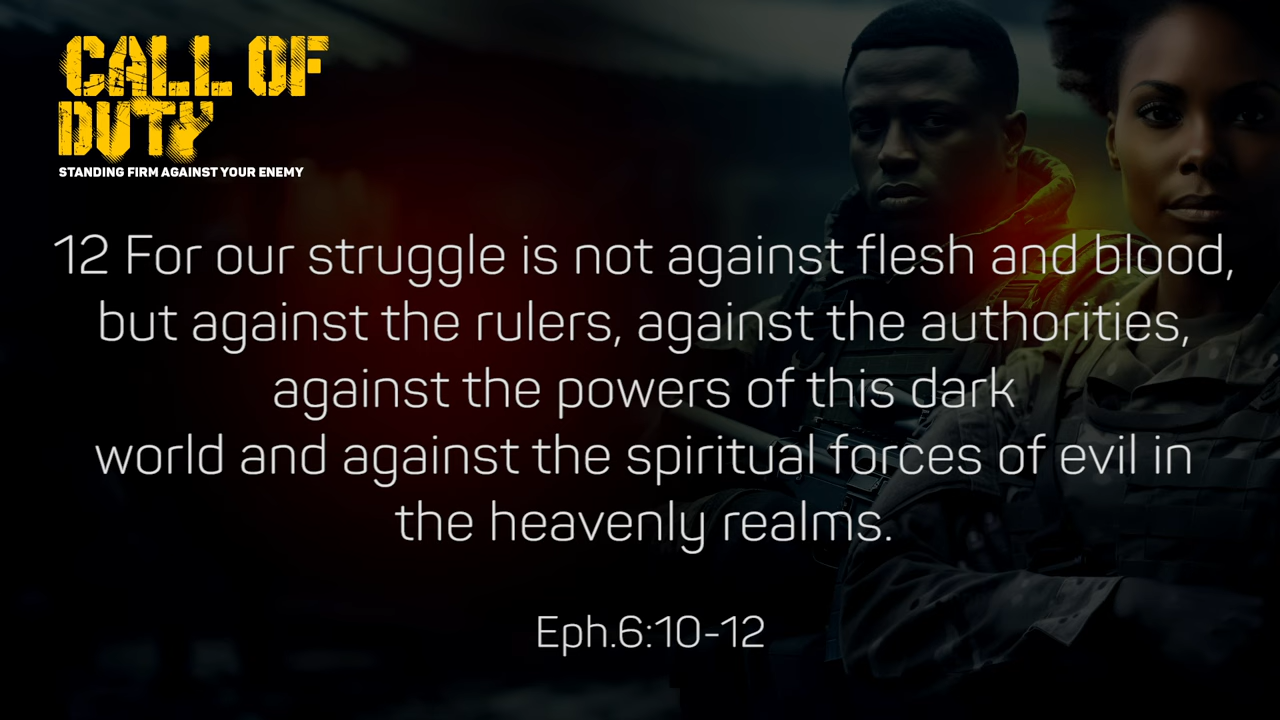 CALL OF
DUTY
STANDING FIRM AGAINST YOUR ENEMY
12 For our struggle is not against flesh and blood,
but against the rulers, against the authorities,
against the powers of this dark
world and against the spiritual forces of evil in
the heavenly realms.
Eph.6:10-12